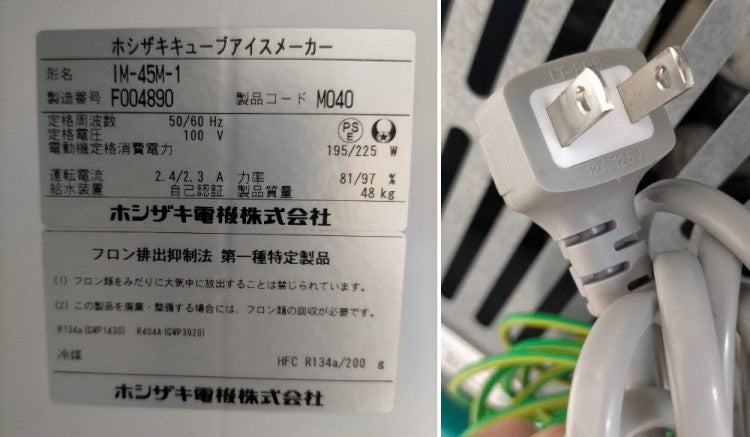 ホシザキキューブアイスメーカー
形名 IM-45M-1
製造番号 F004890 製品コード M040
定格周波数 50/60 Hz
定格電圧 100 V
電動機定格消費電力 195/225 W
PS
E
運転電流 2.4/2.3 A 力率 81/97 %
給水装置 自己認証 製品質量 48 kg
ホシザキ電機株式会社
フロン排出抑制法 第一種特定製品
(1) フロン類をみだりに大気中に放出することは禁じられています。
(2) この製品を廃棄・整備する場合には、フロン類の回収が必要です。
R134a(GWP1430) R404A(GWP3920)
冷媒 HFC R134a/200 g
ホシザキ電機株式会社
12A 125V